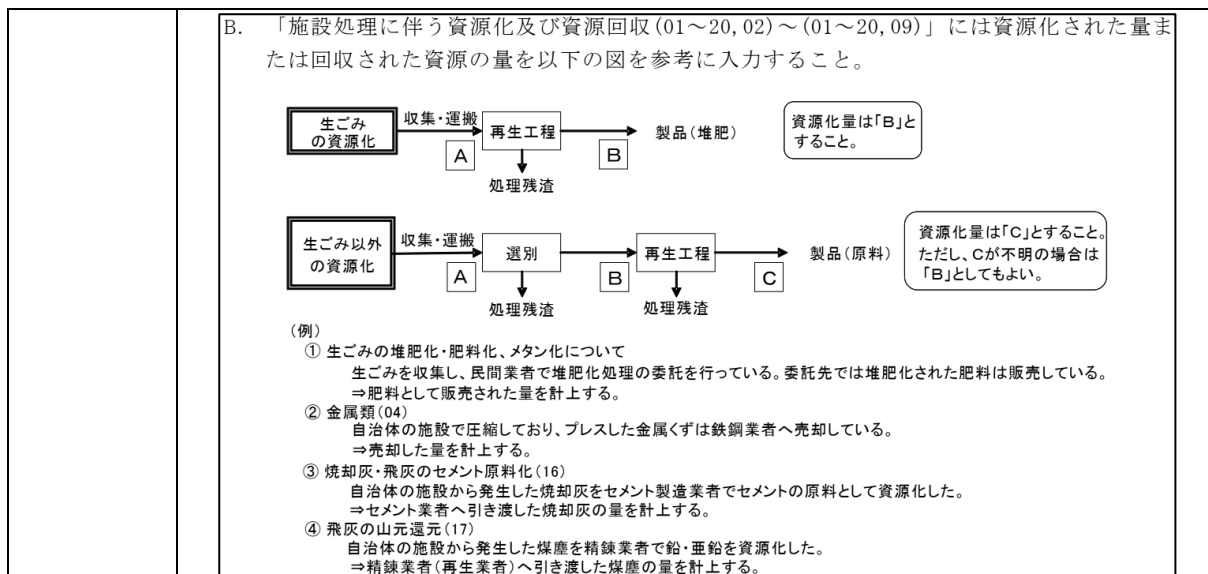 B. 「施設処理に伴う資源化及び資源回収(01～20,02)～(01～20,09)」には資源化された量ま
たは回収された資源の量を以下の図を参考に入力すること。
生ごみ
の資源化
収集・運搬
A
再生工程
B
製品(堆肥)
処理残渣
資源化量は「B」と
すること。
生ごみ以外
の資源化
収集・運搬
A
選別
B
再生工程
C
製品(原料)
処理残渣
処理残渣
資源化量は「C」とすること。
ただし、Cが不明の場合は
「B」としてもよい。
(例)
① 生ごみの堆肥化・肥料化、メタン化について
生ごみを収集し、民間業者で堆肥化処理の委託を行っている。委託先では堆肥化された肥料は販売している。
⇒肥料として販売された量を計上する。
② 金属類(04)
自治体の施設で圧縮しており、プレスした金属くずは鉄鋼業者へ売却している。
⇒売却した量を計上する。
③ 焼却灰・飛灰のセメント原料化(16)
自治体の施設から発生した焼却灰をセメント製造業者でセメントの原料として資源化した。
⇒セメント業者へ引き渡した焼却灰の量を計上する。
④ 飛灰の山元還元(17)
自治体の施設から発生した煤塵を精錬業者で鉛・亜鉛を資源化した。
⇒精錬業者(再生業者)へ引き渡した煤塵の量を計上する。